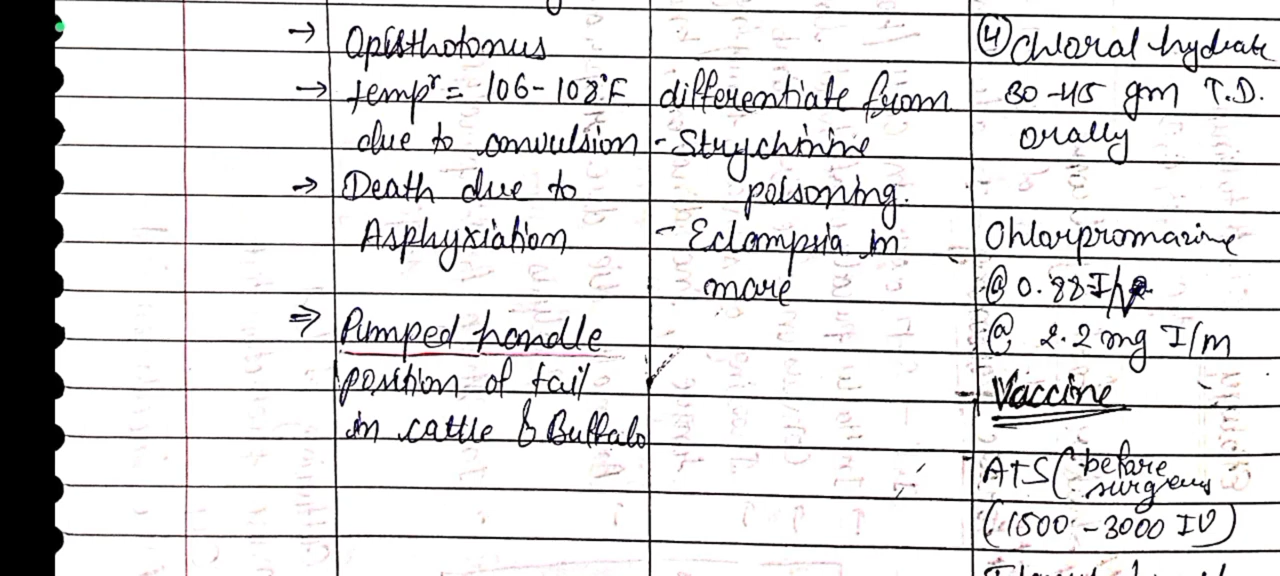 → Opisthotonus
→ tempr = 106-108°F
due to convulsion
→ Death due to
Asphyxiation
⇒ Pumped handle
position of tail
in cattle & Buffalo
differentiate from
- Strychinine
poisoning.
- Eclampsia in
mare
④ Chloral hydrate
30-45 gm T.D.
orally
Chlorpromazine
@ 0.88 I/v
@ 2.2 mg I/m
Vaccine
ATS (before
surgery
(1500-3000 IU)